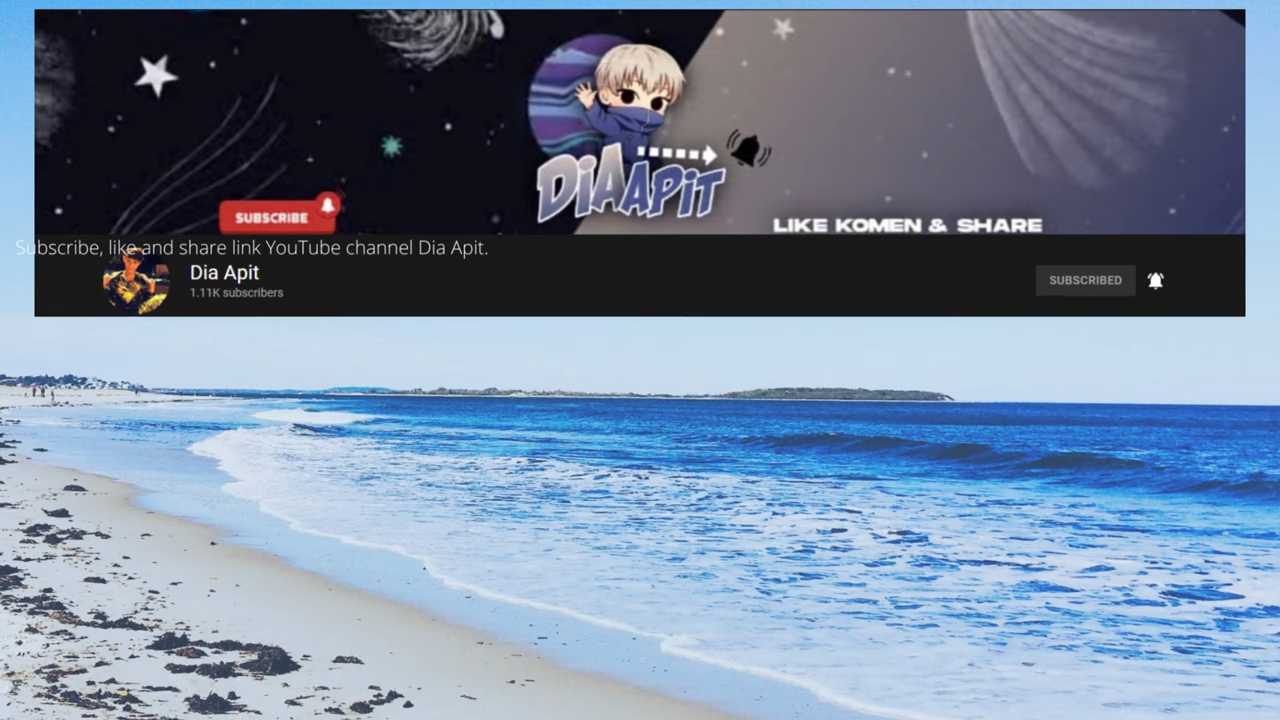 DiAAPiT
SUBSCRIBE
LIKE KOMEN & SHARE
Subscribe, like and share link YouTube channel Dia Apit.
Dia Apit
1.11K subscribers
SUBSCRIBED